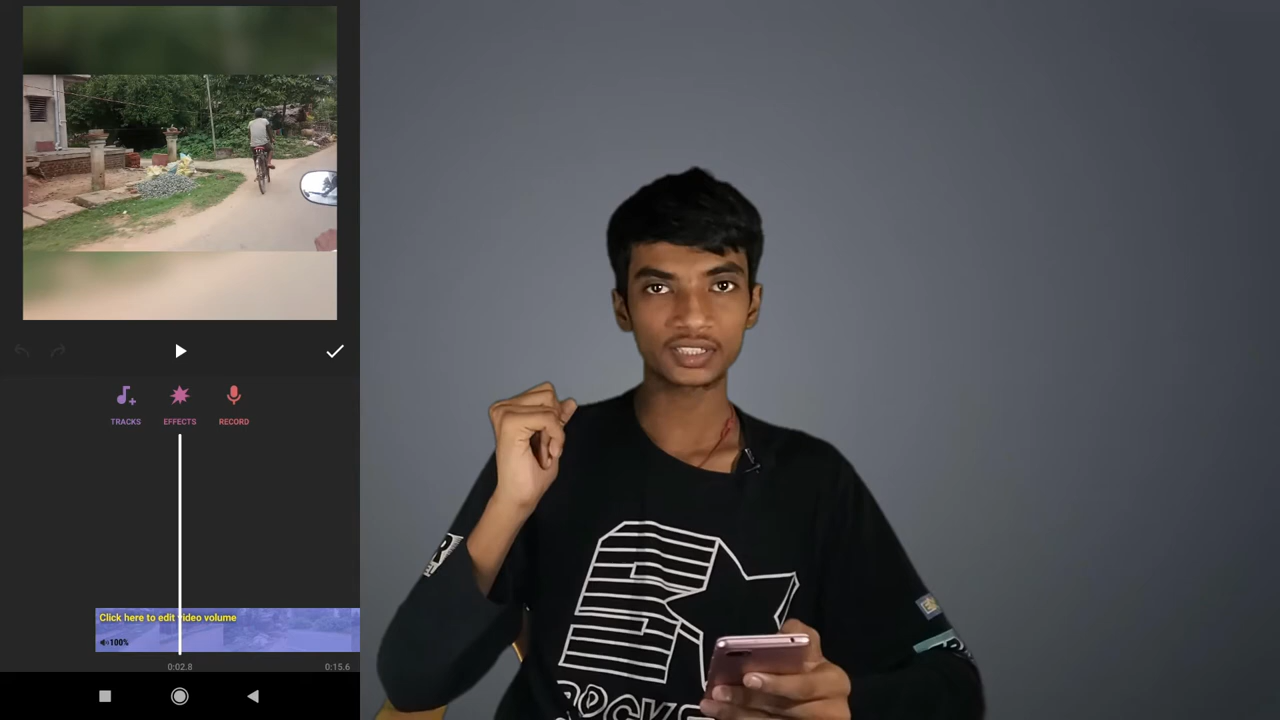 TRACKS
EFFECTS
RECORD
Click here to edit video volume
100%
0:02.8
0:15.6